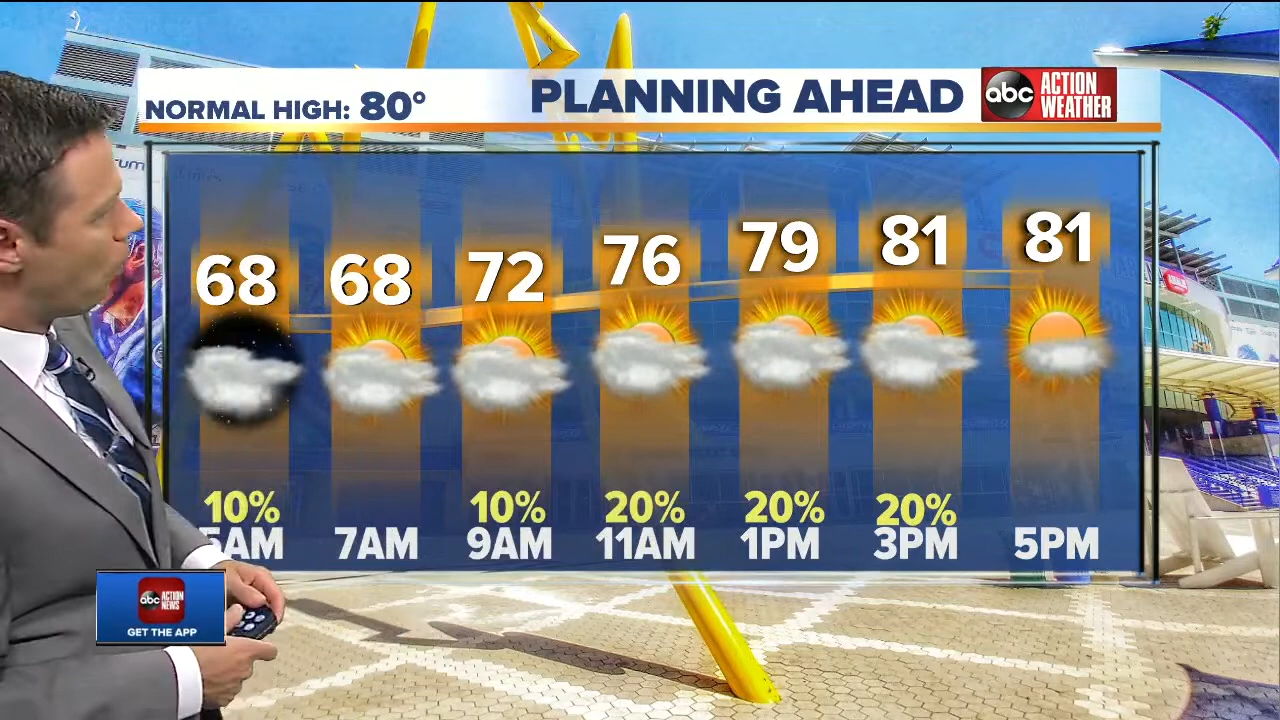 NORMAL HIGH: 80°
PLANNING AHEAD
abc ACTION WEATHER
68 68 72 76 79 81 81
10% 10% 20% 20% 20%
5AM 7AM 9AM 11AM 1PM 3PM 5PM
abc ACTION NEWS
GET THE APP